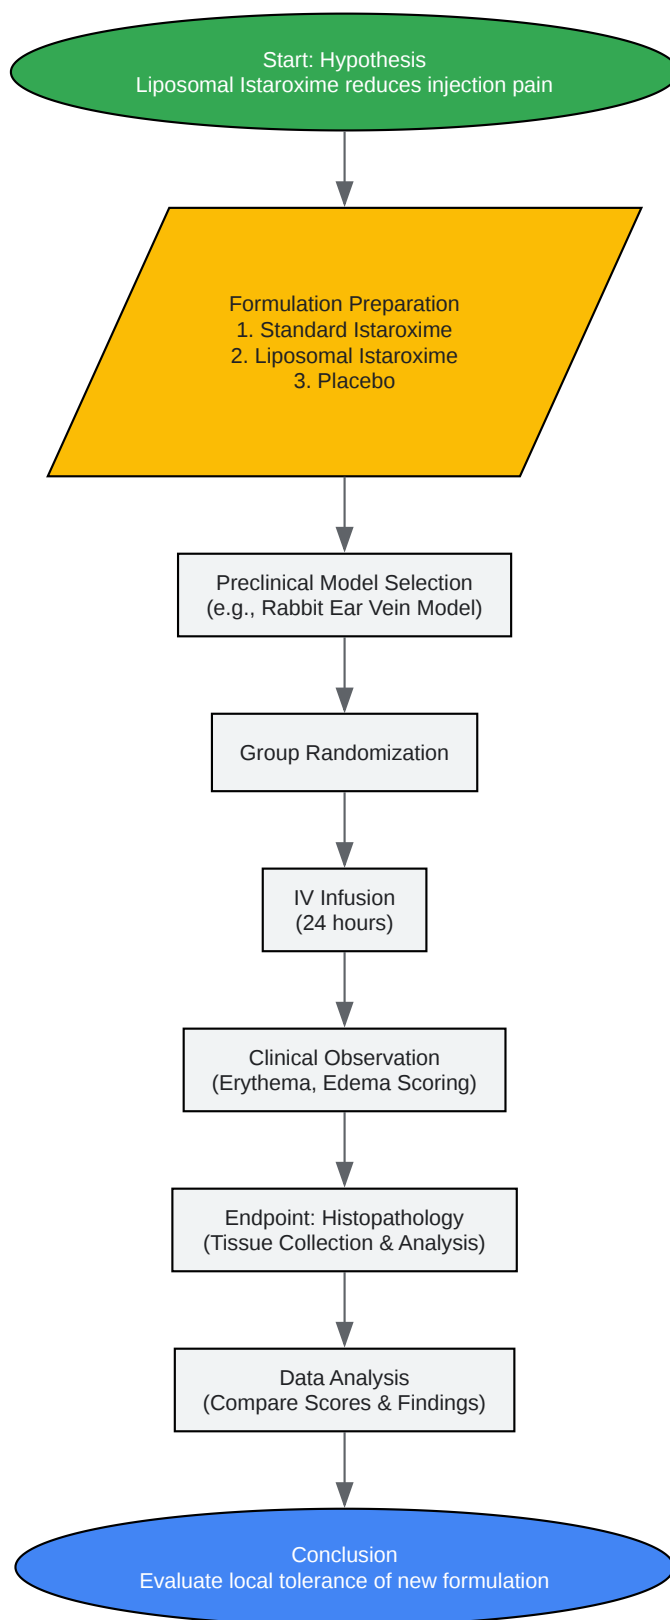 Start: Hypothesis
Liposomal Istaroxime reduces injection pain
Formulation Preparation
1. Standard Istaroxime
2. Liposomal Istaroxime
3. Placebo
Preclinical Model Selection
(e.g., Rabbit Ear Vein Model)
Group Randomization
IV Infusion
(24 hours)
Clinical Observation
(Erythema, Edema Scoring)
Endpoint: Histopathology
(Tissue Collection & Analysis)
Data Analysis
(Compare Scores & Findings)
Conclusion
Evaluate local tolerance of new formulation